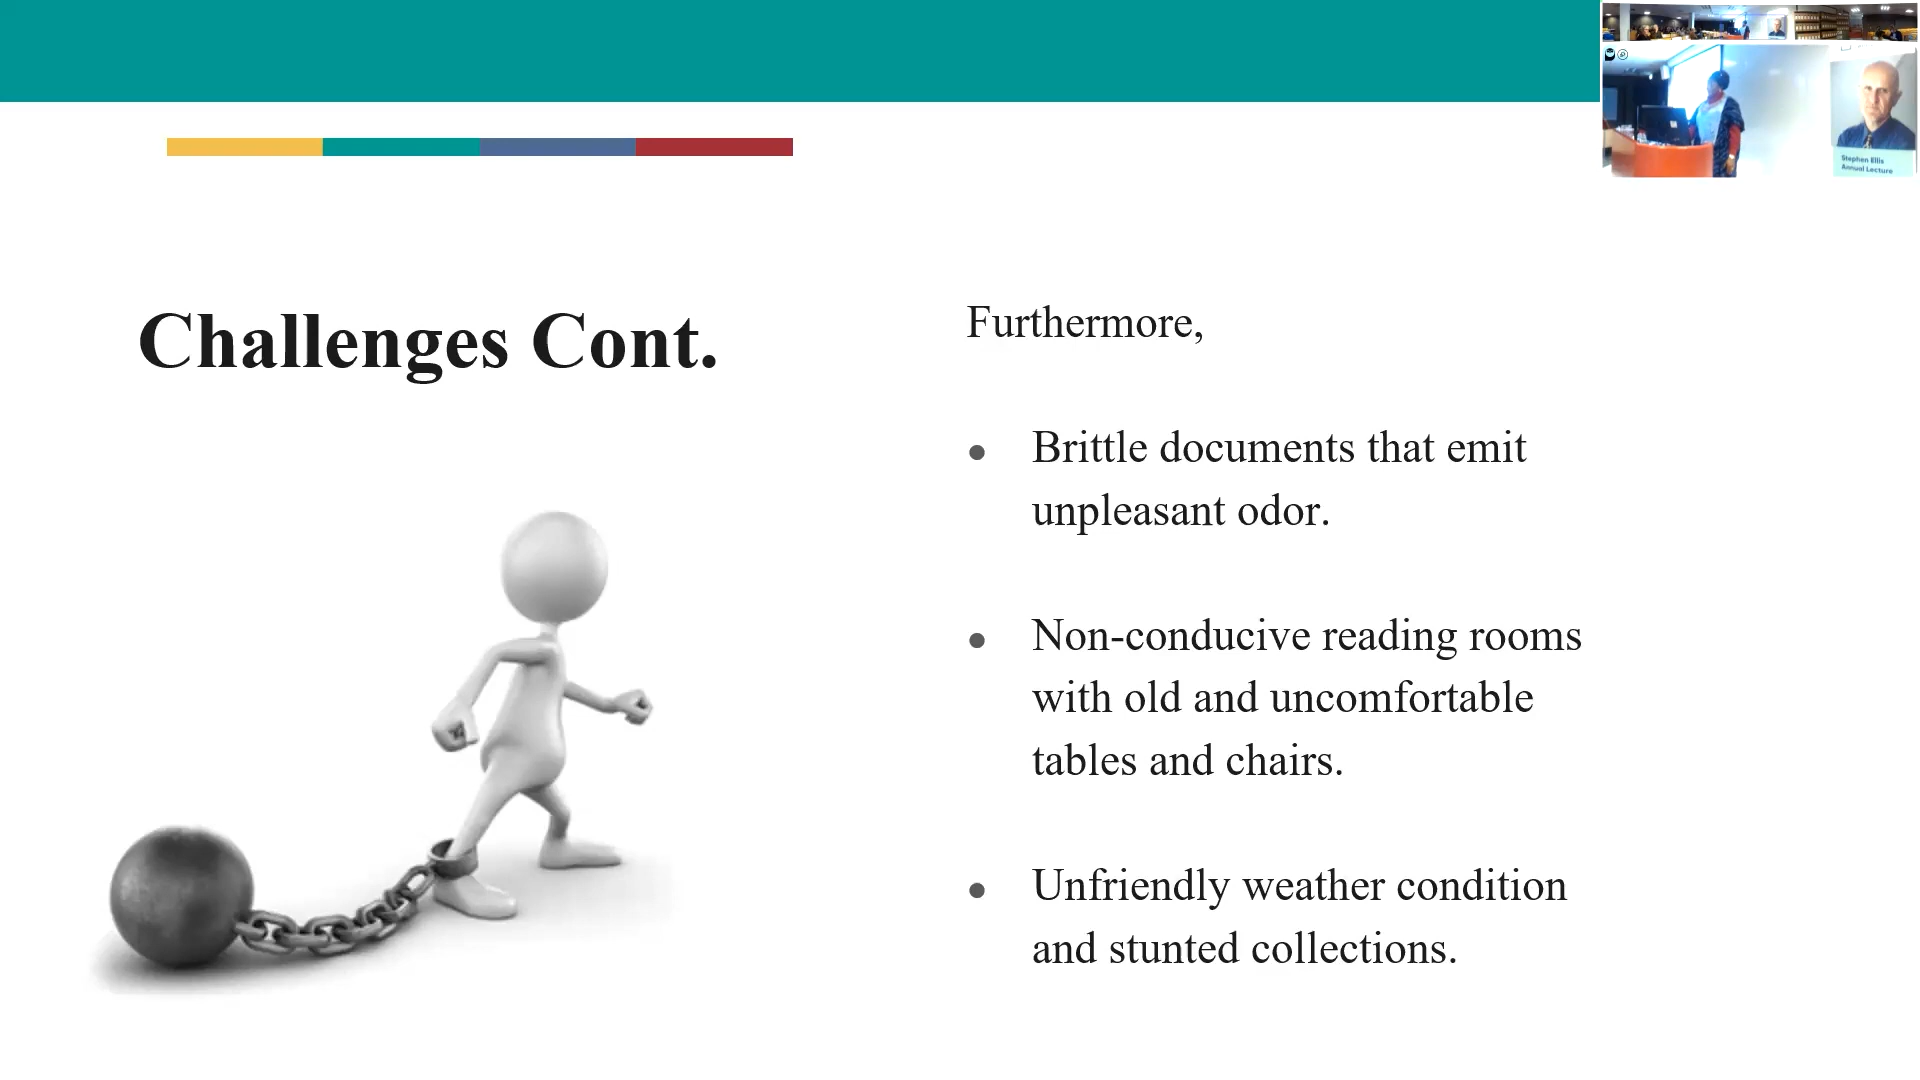 Stephen Ellis
Annual Lecture
Challenges Cont.
Furthermore,
● Brittle documents that emit
unpleasant odor.
● Non-conducive reading rooms
with old and uncomfortable
tables and chairs.
● Unfriendly weather condition
and stunted collections.